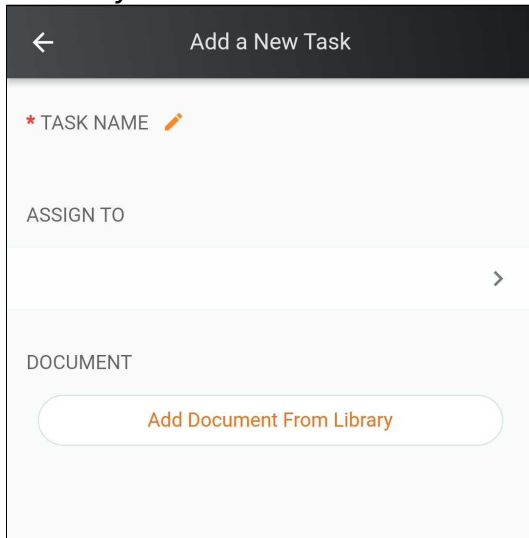 Add a New Task
* TASK NAME
ASSIGN TO
DOCUMENT
Add Document From Library